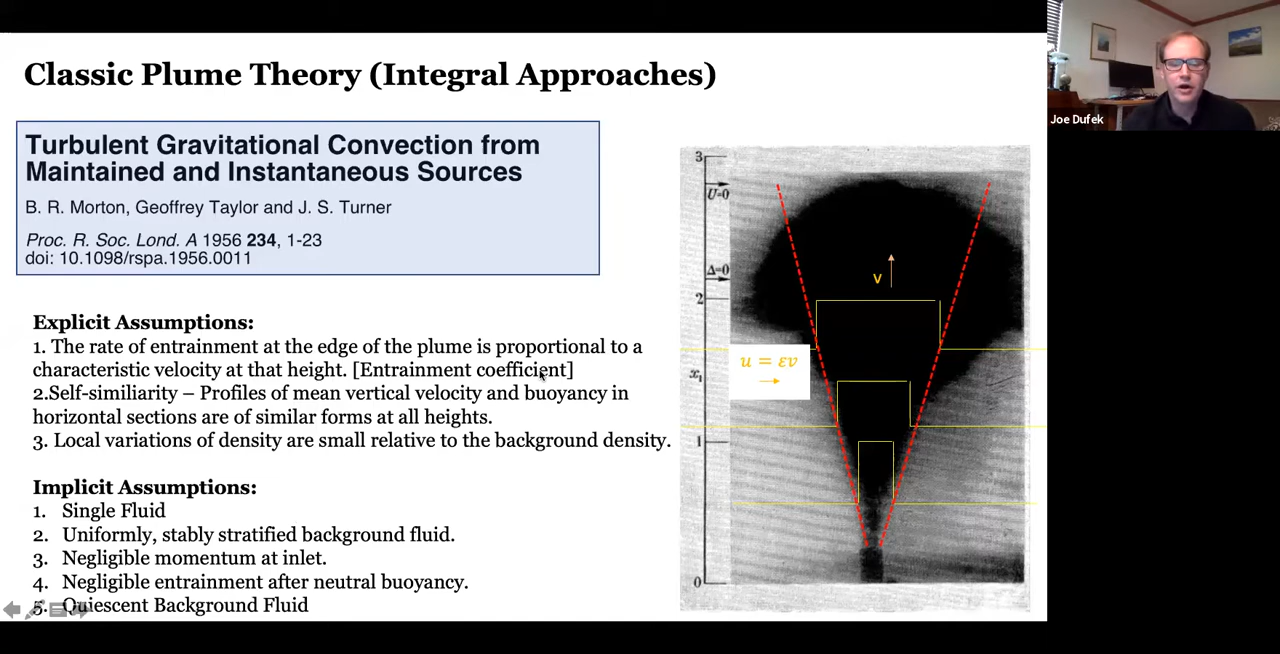 Classic Plume Theory (Integral Approaches)
Turbulent Gravitational Convection from
Maintained and Instantaneous Sources
B. R. Morton, Geoffrey Taylor and J. S. Turner
Proc. R. Soc. Lond. A 1956 234, 1-23
doi: 10.1098/rspa.1956.0011
Explicit Assumptions:
1. The rate of entrainment at the edge of the plume is proportional to a
characteristic velocity at that height. [Entrainment coefficient]
2.Self-similiarity – Profiles of mean vertical velocity and buoyancy in
horizontal sections are of similar forms at all heights.
3. Local variations of density are small relative to the background density.
Implicit Assumptions:
1. Single Fluid
2. Uniformly, stably stratified background fluid.
3. Negligible momentum at inlet.
4. Negligible entrainment after neutral buoyancy.
5. Quiescent Background Fluid
3
U=0
Δ=0
2
v
u = εv
x₁
1
0
Joe Dufek